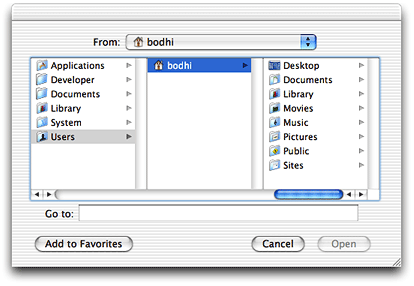 From: bodhi
Applications
Developer
Documents
Library
System
Users
bodhi
Desktop
Documents
Library
Movies
Music
Pictures
Public
Sites
Go to:
Add to Favorites
Cancel
Open